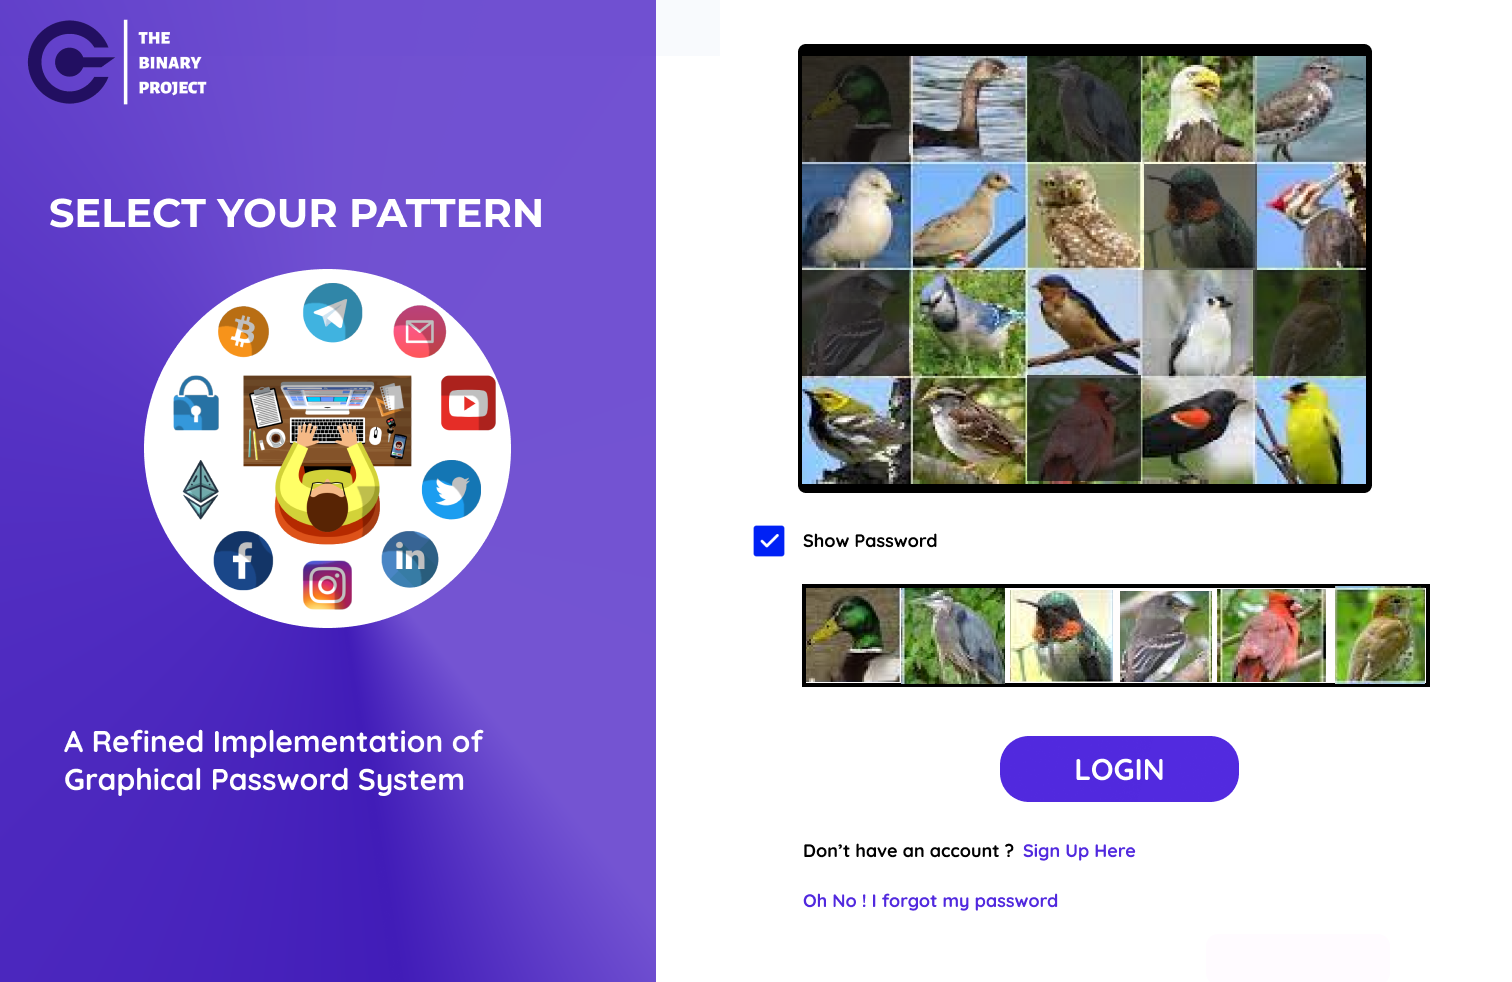 THE
BINARY
PROJECT
SELECT YOUR PATTERN
A Refined Implementation of
Graphical Password System
Show Password
LOGIN
Don’t have an account ? Sign Up Here
Oh No ! I forgot my password